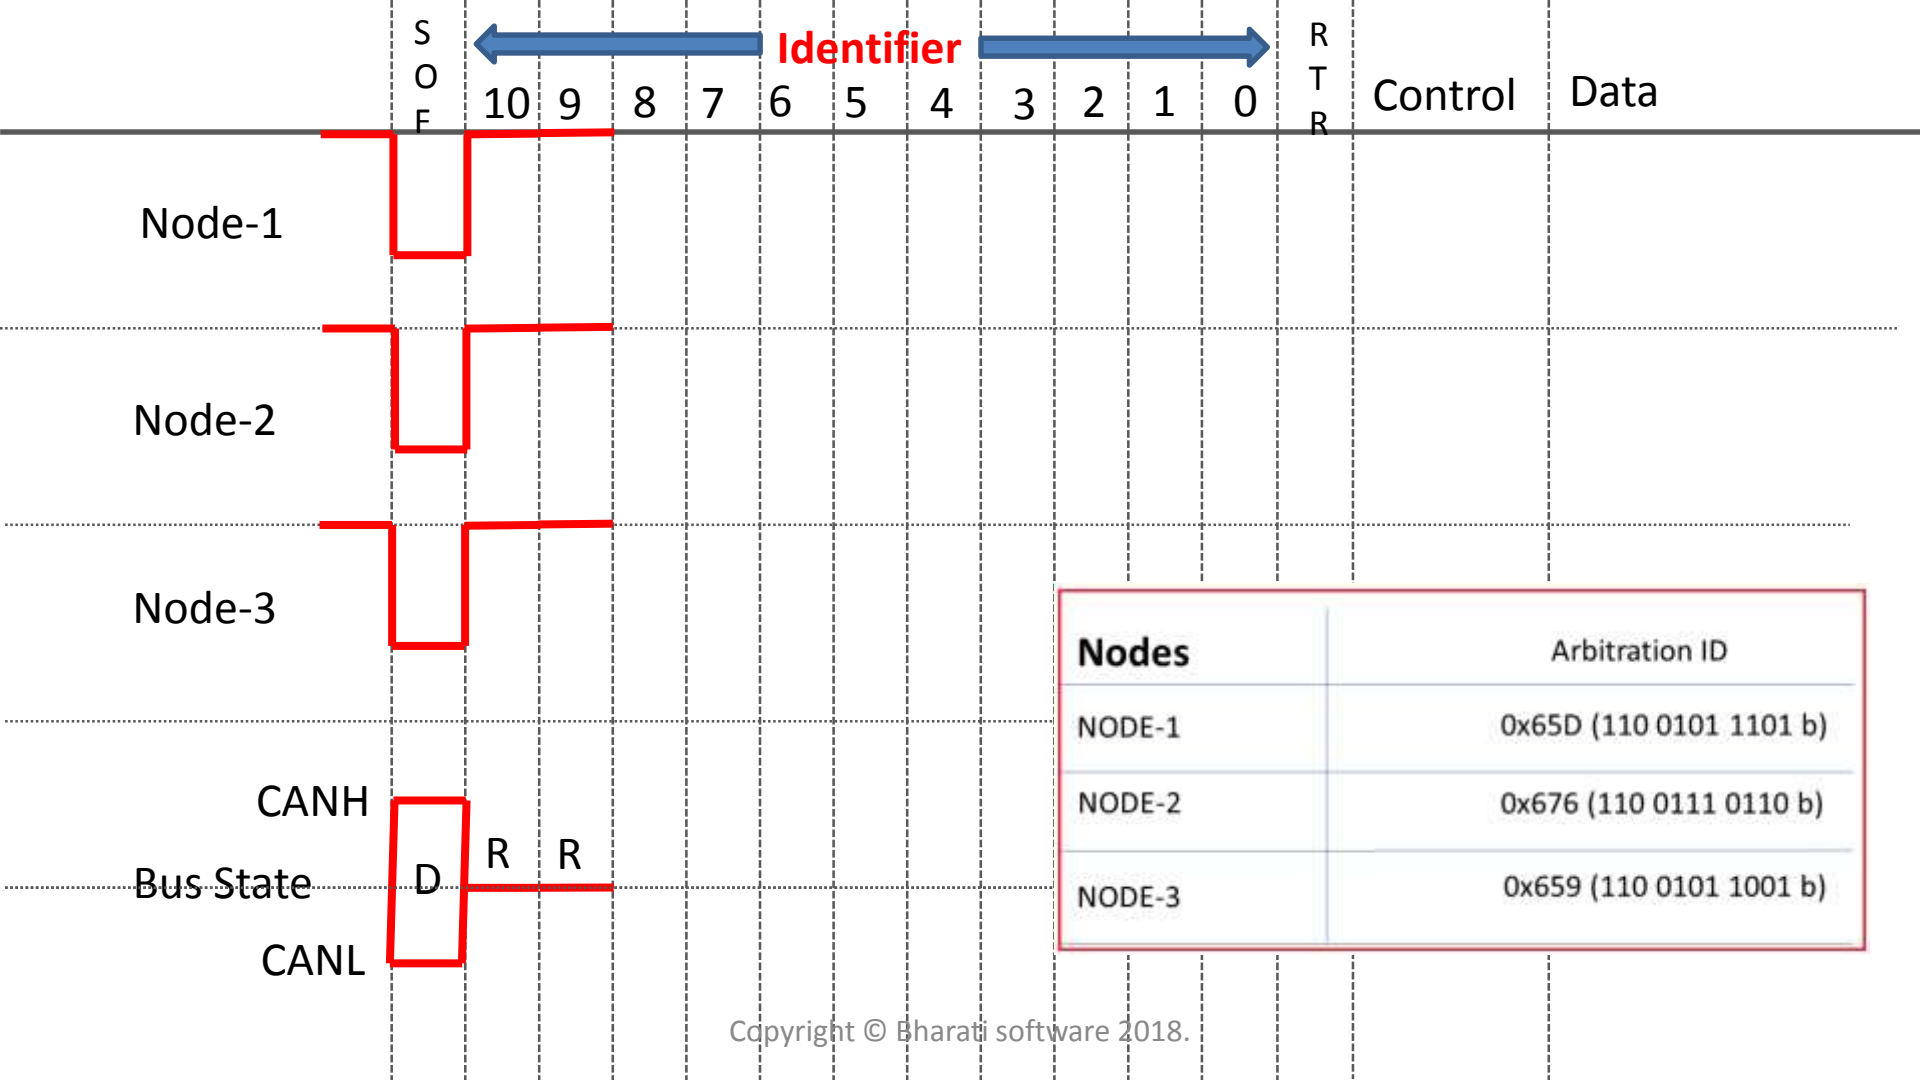 S
O
F
Identifier
R
T
R
10 9 8 7 6 5 4 3 2 1 0
Control
Data
Node-1
Node-2
Node-3
CANH
Bus State
CANL
D
R R
Nodes Arbitration ID
NODE-1 0x65D (110 0101 1101 b)
NODE-2 0x676 (110 0111 0110 b)
NODE-3 0x659 (110 0101 1001 b)
Copyright © Bharati software 2018.